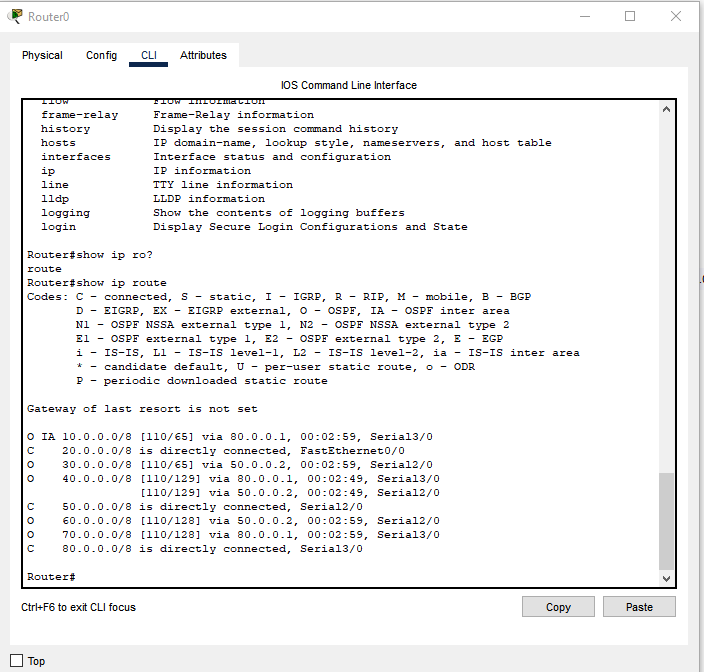 Router0
Physical Config CLI Attributes
IOS Command Line Interface
flow Flow information
frame-relay Frame-Relay information
history Display the session command history
hosts IP domain-name, lookup style, nameservers, and host table
interfaces Interface status and configuration
ip IP information
line TTY line information
lldp LLDP information
logging Show the contents of logging buffers
login Display Secure Login Configurations and State
Router#show ip ro?
route
Router#show ip route
Codes: C - connected, S - static, I - IGRP, R - RIP, M - mobile, B - BGP
D - EIGRP, EX - EIGRP external, O - OSPF, IA - OSPF inter area
N1 - OSPF NSSA external type 1, N2 - OSPF NSSA external type 2
E1 - OSPF external type 1, E2 - OSPF external type 2, E - EGP
i - IS-IS, L1 - IS-IS level-1, L2 - IS-IS level-2, ia - IS-IS inter area
* - candidate default, U - per-user static route, o - ODR
P - periodic downloaded static route
Gateway of last resort is not set
O IA 10.0.0.0/8 [110/65] via 80.0.0.1, 00:02:59, Serial3/0
C 20.0.0.0/8 is directly connected, FastEthernet0/0
O 30.0.0.0/8 [110/65] via 50.0.0.2, 00:02:59, Serial2/0
O 40.0.0.0/8 [110/129] via 80.0.0.1, 00:02:49, Serial3/0
[110/129] via 50.0.0.2, 00:02:49, Serial2/0
C 50.0.0.0/8 is directly connected, Serial2/0
O 60.0.0.0/8 [110/128] via 50.0.0.2, 00:02:59, Serial2/0
O 70.0.0.0/8 [110/128] via 80.0.0.1, 00:02:59, Serial3/0
C 80.0.0.0/8 is directly connected, Serial3/0
Router#
Ctrl+F6 to exit CLI focus
Copy Paste
Top